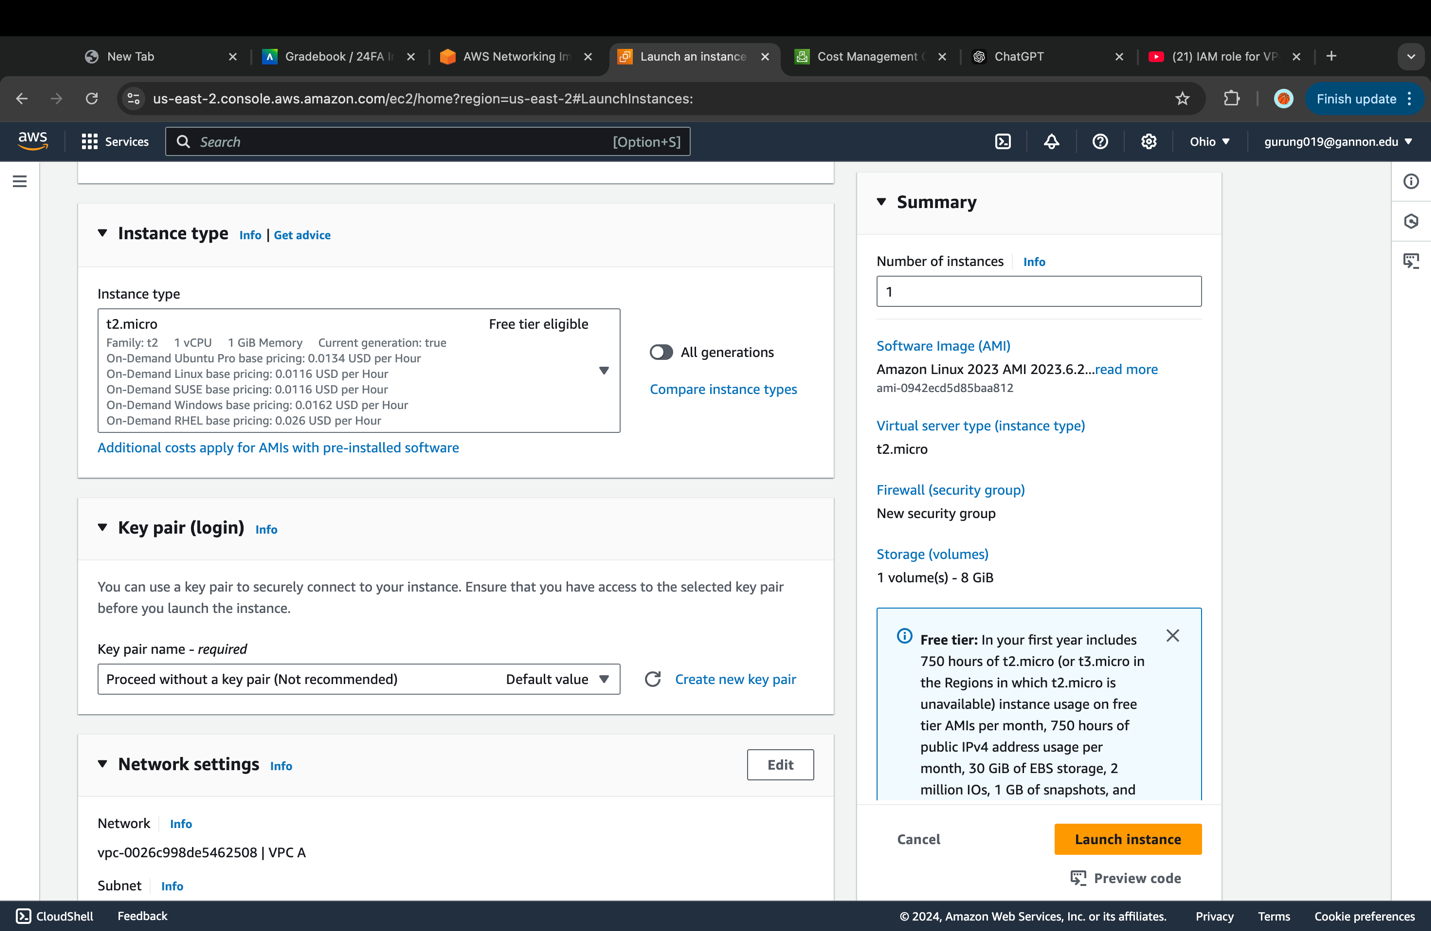 New Tab
Gradebook / 24FA
AWS Networking Im
Launch an instance
Cost Management
ChatGPT
(21) IAM role for VP
us-east-2.console.aws.amazon.com/ec2/home?region=us-east-2#LaunchInstances:
Finish update
aws
Services
Search
[Option+S]
Ohio
gurung019@gannon.edu
Instance type
Info | Get advice
Instance type
t2.micro
Free tier eligible
Family: t2 1 vCPU 1 GiB Memory Current generation: true
On-Demand Ubuntu Pro base pricing: 0.0134 USD per Hour
On-Demand Linux base pricing: 0.0116 USD per Hour
On-Demand SUSE base pricing: 0.0116 USD per Hour
On-Demand Windows base pricing: 0.0162 USD per Hour
On-Demand RHEL base pricing: 0.026 USD per Hour
All generations
Compare instance types
Additional costs apply for AMIs with pre-installed software
Key pair (login)
Info
You can use a key pair to securely connect to your instance. Ensure that you have access to the selected key pair
before you launch the instance.
Key pair name - required
Proceed without a key pair (Not recommended)
Default value
Create new key pair
Network settings
Info
Edit
Network
Info
vpc-0026c998de5462508 | VPC A
Subnet
Info
Summary
Number of instances
Info
1
Software Image (AMI)
Amazon Linux 2023 AMI 2023.6.2...read more
ami-0942ecd5d85baa812
Virtual server type (instance type)
t2.micro
Firewall (security group)
New security group
Storage (volumes)
1 volume(s) - 8 GiB
Free tier: In your first year includes
750 hours of t2.micro (or t3.micro in
the Regions in which t2.micro is
unavailable) instance usage on free
tier AMIs per month, 750 hours of
public IPv4 address usage per
month, 30 GiB of EBS storage, 2
million IOs, 1 GB of snapshots, and
Cancel
Launch instance
Preview code
CloudShell
Feedback
© 2024, Amazon Web Services, Inc. or its affiliates.
Privacy
Terms
Cookie preferences